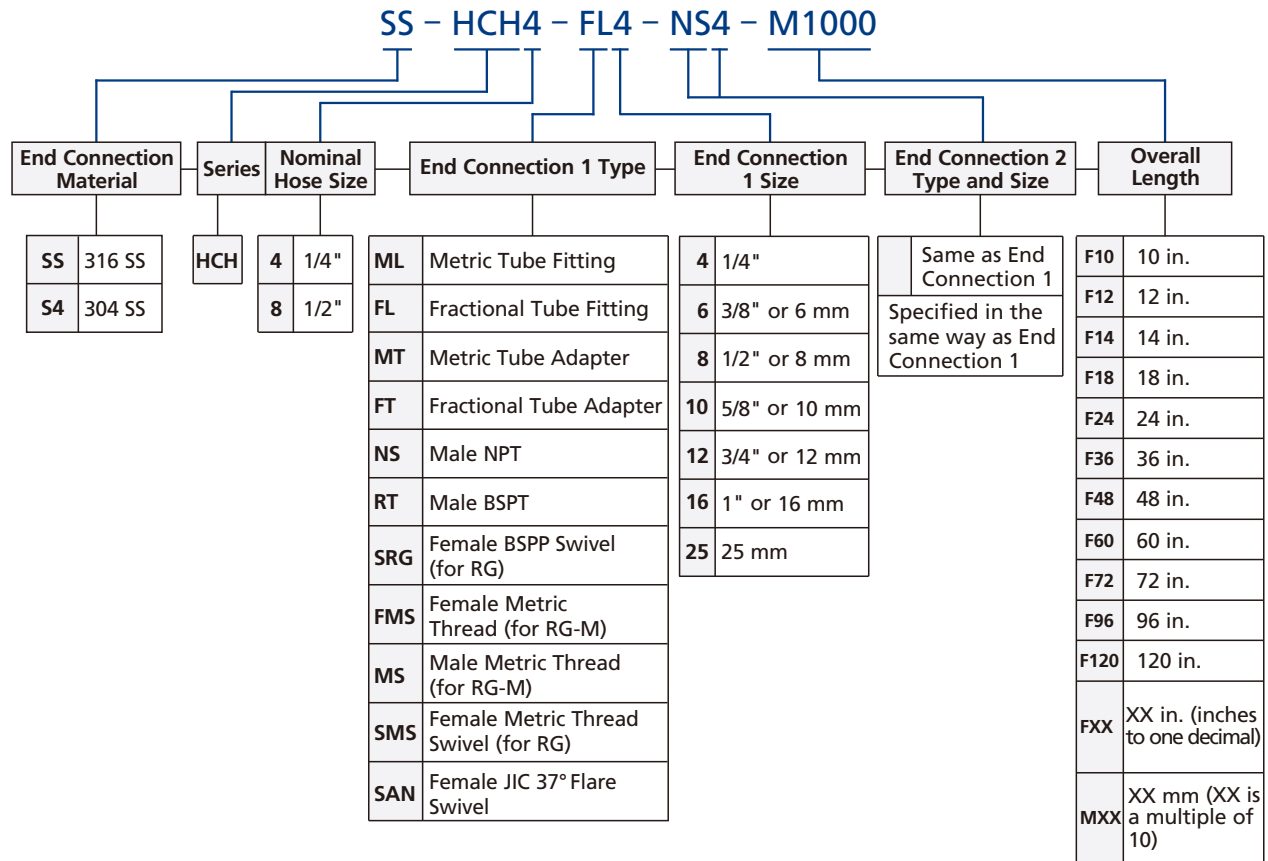 SS – HCH4 – FL4 – NS4 – M1000
End Connection
Material
Series
Nominal
Hose Size
End Connection 1 Type
End Connection
1 Size
End Connection 2
Type and Size
Overall
Length
SS 316 SS
S4 304 SS
HCH
4 1/4"
8 1/2"
ML Metric Tube Fitting
FL Fractional Tube Fitting
MT Metric Tube Adapter
FT Fractional Tube Adapter
NS Male NPT
RT Male BSPT
SRG Female BSPP Swivel
(for RG)
FMS Female Metric
Thread (for RG-M)
MS Male Metric Thread
(for RG-M)
SMS Female Metric Thread
Swivel (for RG)
SAN Female JIC 37° Flare
Swivel
4 1/4"
6 3/8" or 6 mm
8 1/2" or 8 mm
10 5/8" or 10 mm
12 3/4" or 12 mm
16 1" or 16 mm
25 25 mm
Same as End
Connection 1
Specified in the
same way as End
Connection 1
F10 10 in.
F12 12 in.
F14 14 in.
F18 18 in.
F24 24 in.
F36 36 in.
F48 48 in.
F60 60 in.
F72 72 in.
F96 96 in.
F120 120 in.
FXX XX in. (inches
to one decimal)
MXX XX mm (XX is
a multiple of
10)